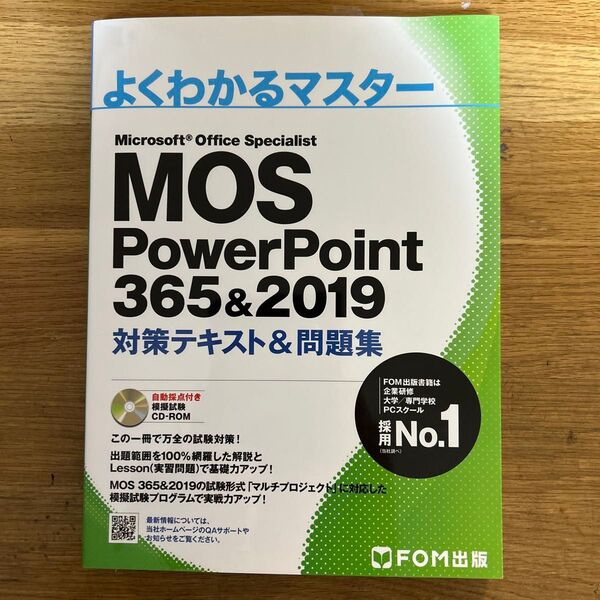 よくわかるマスター
Microsoft® Office Specialist
MOS
PowerPoint
365&2019
対策テキスト&問題集
自動採点付き
模擬試験
CD-ROM
FOM出版書籍は
企業研修
大学／専門学校
PCスクール
採用 No.1
(当社調べ)
この一冊で万全の試験対策！
出題範囲を100%網羅した解説と
Lesson(実習問題)で基礎力アップ！
MOS 365&2019の試験形式「マルチプロジェクト」に対応した
模擬試験プログラムで実戦力アップ！
最新情報については、
当社ホームページのQAサポートや
お知らせをご覧ください。
FOM出版